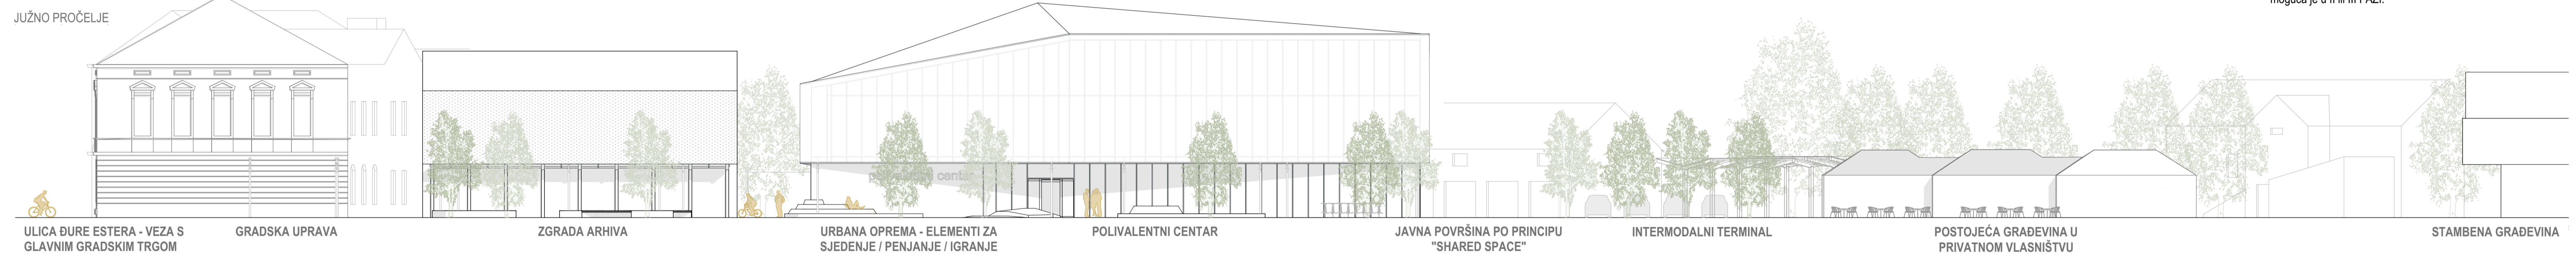 JUŽNO PROČELJE
centar
ULICA ĐURE ESTERA - VEZA S
GLAVNIM GRADSKIM TRGOM
GRADSKA UPRAVA
ZGRADA ARHIVA
URBANA OPREMA - ELEMENTI ZA
SJEDENJE / PENJANJE / IGRANJE
POLIVALENTNI CENTAR
JAVNA POVRŠINA PO PRINCIPU
"SHARED SPACE"
INTERMODALNI TERMINAL
POSTOJEĆA GRAĐEVINA U
PRIVATNOM VLASNIŠTVU
STAMBENA GRAĐEVINA